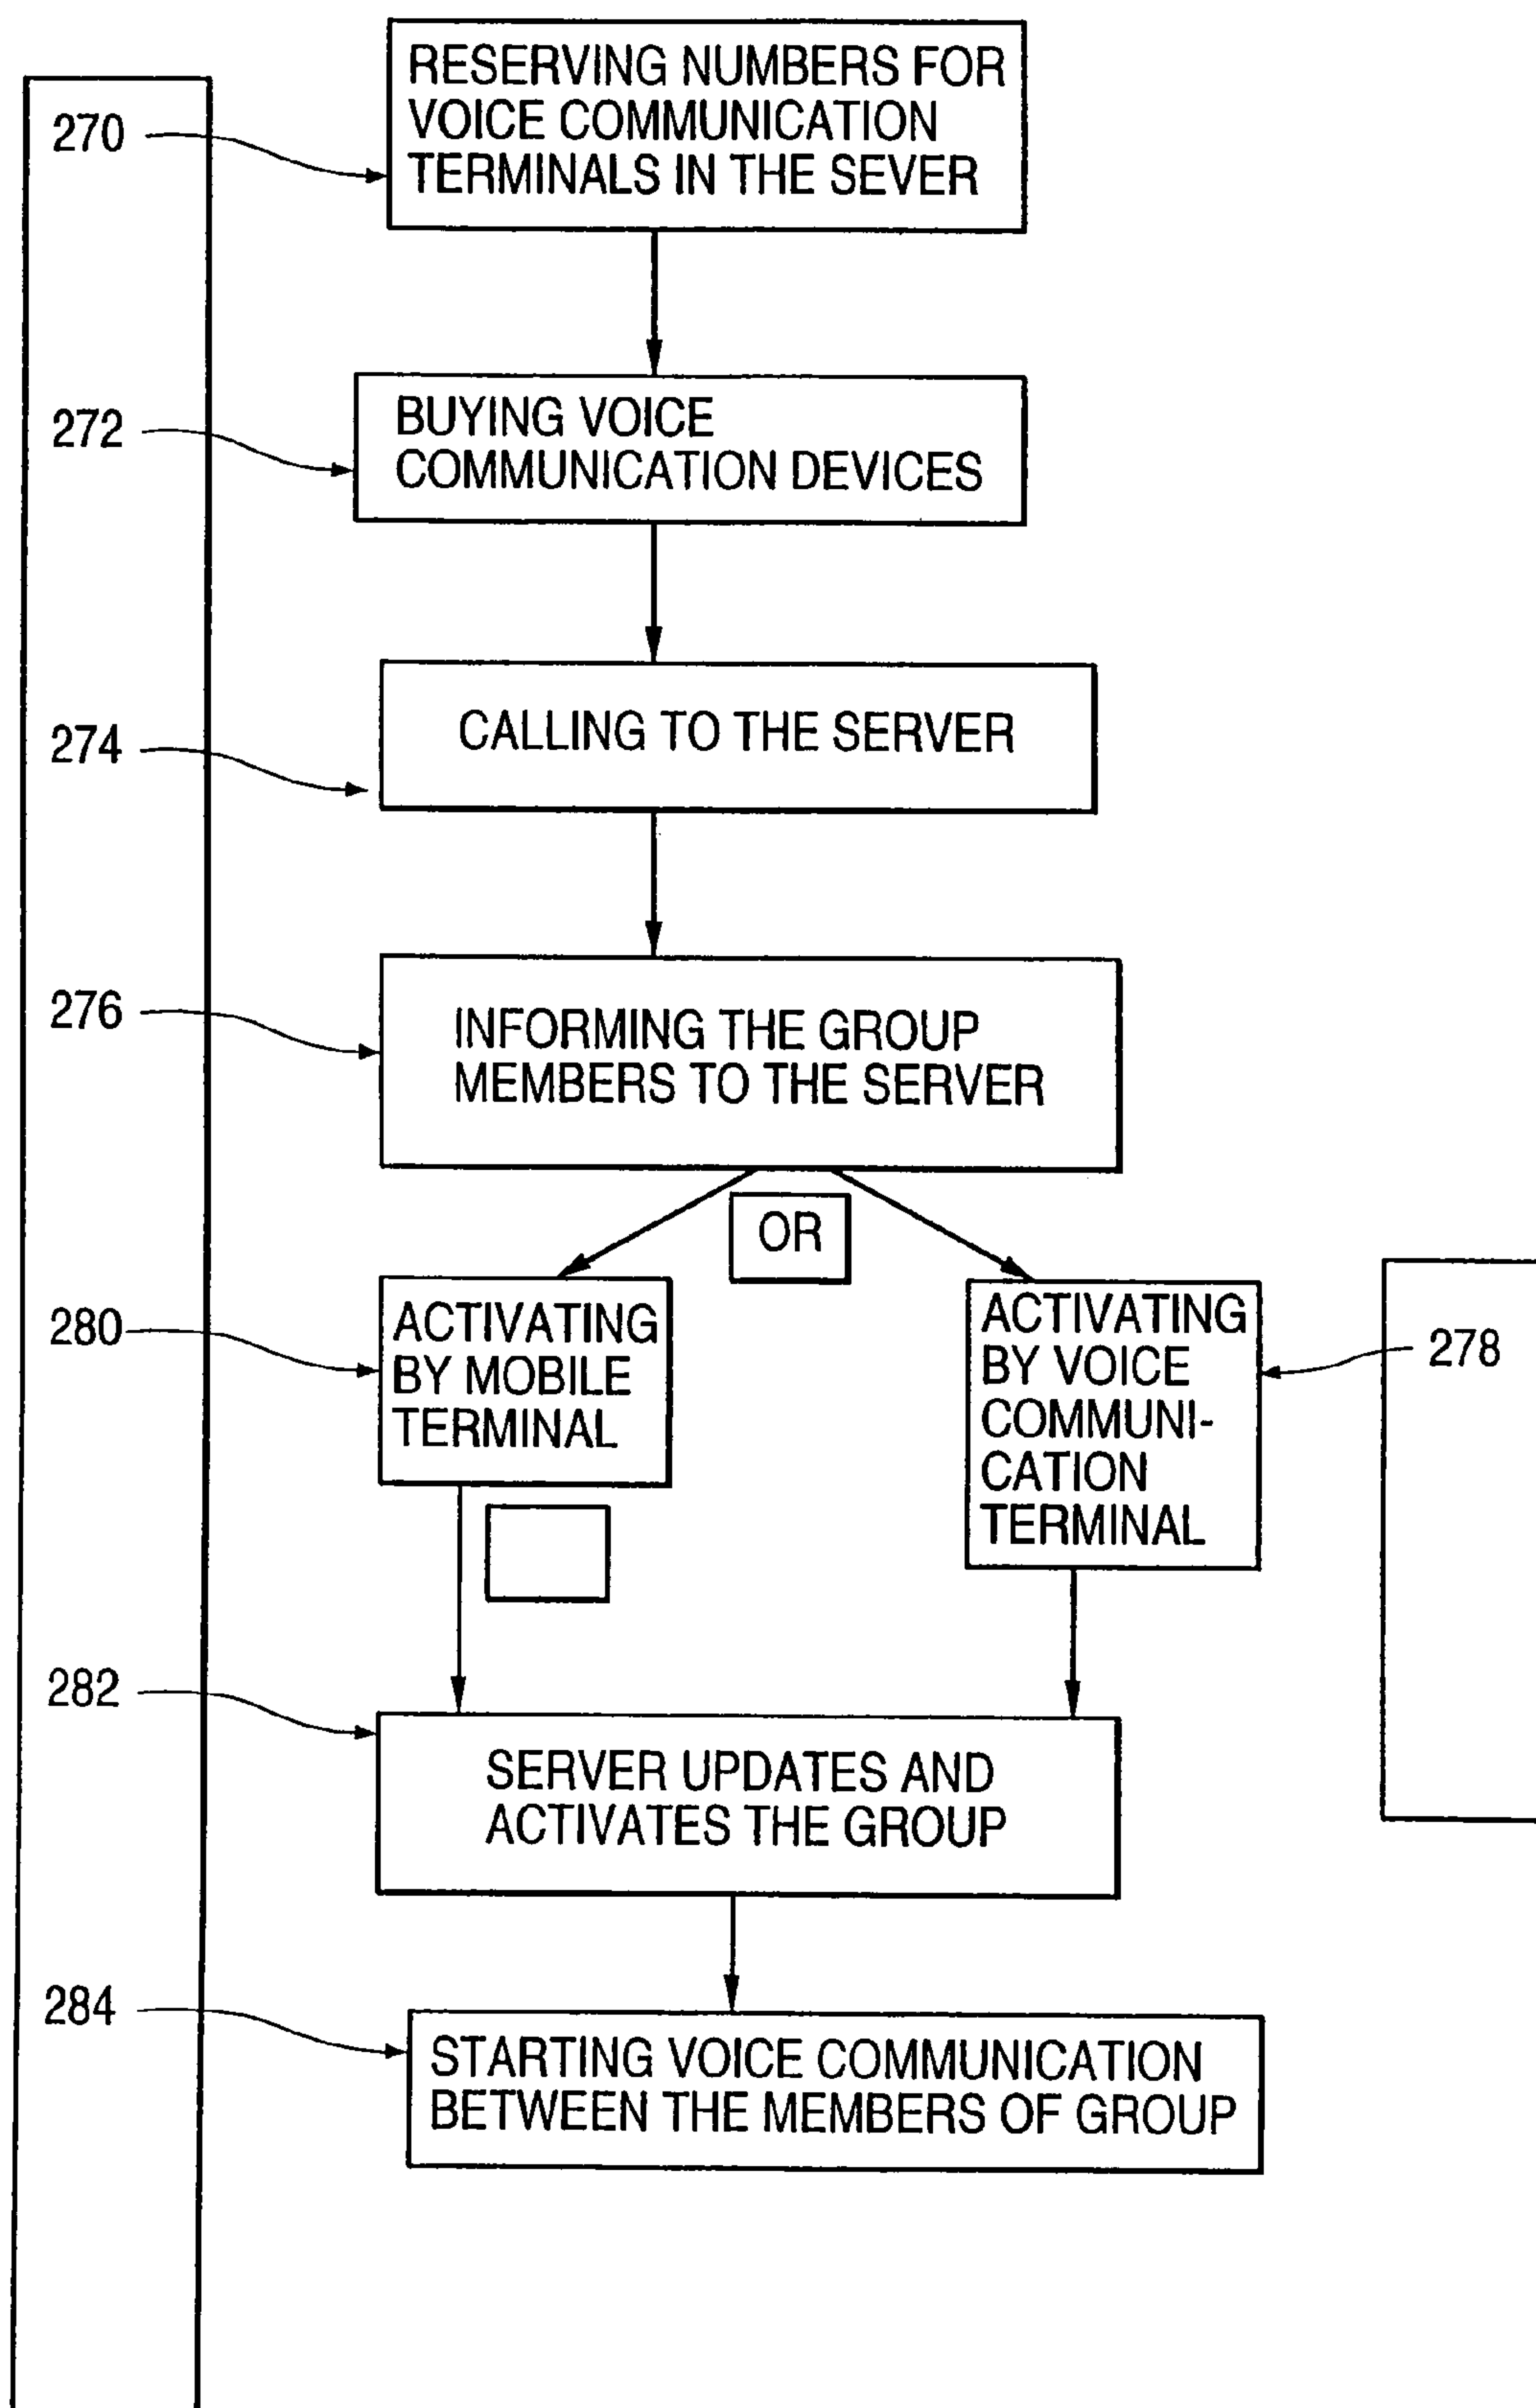 270
RESERVING NUMBERS FOR
VOICE COMMUNICATION
TERMINALS IN THE SEVER
272
BUYING VOICE
COMMUNICATION DEVICES
274
CALLING TO THE SERVER
276
INFORMING THE GROUP
MEMBERS TO THE SERVER
OR
280
ACTIVATING
BY MOBILE
TERMINAL
ACTIVATING
BY VOICE
COMMUNI-
CATION
TERMINAL
278
282
SERVER UPDATES AND
ACTIVATES THE GROUP
284
STARTING VOICE COMMUNICATION
BETWEEN THE MEMBERS OF GROUP